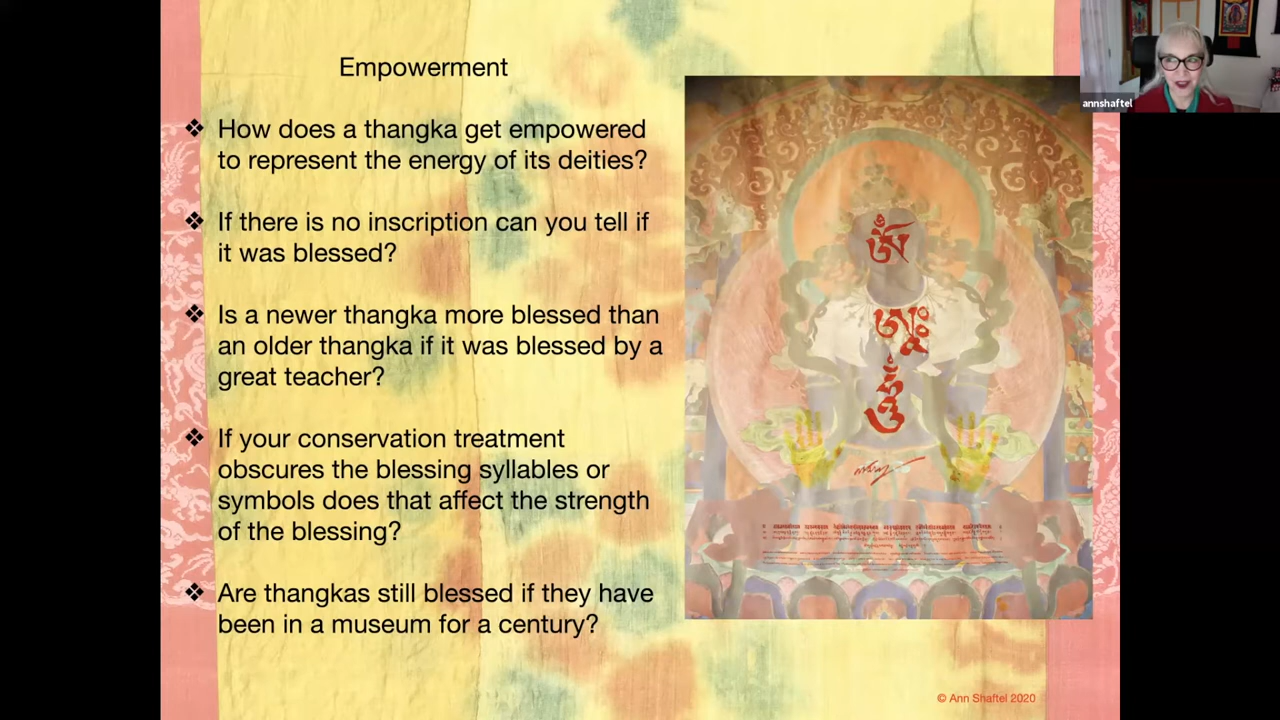 annshaftel
Empowerment
❖ How does a thangka get empowered
to represent the energy of its deities?
❖ If there is no inscription can you tell if
it was blessed?
❖ Is a newer thangka more blessed than
an older thangka if it was blessed by a
great teacher?
❖ If your conservation treatment
obscures the blessing syllables or
symbols does that affect the strength
of the blessing?
❖ Are thangkas still blessed if they have
been in a museum for a century?
ཨོཾ
ཨཱཿ
ཧཱུྃ
© Ann Shaftel 2020